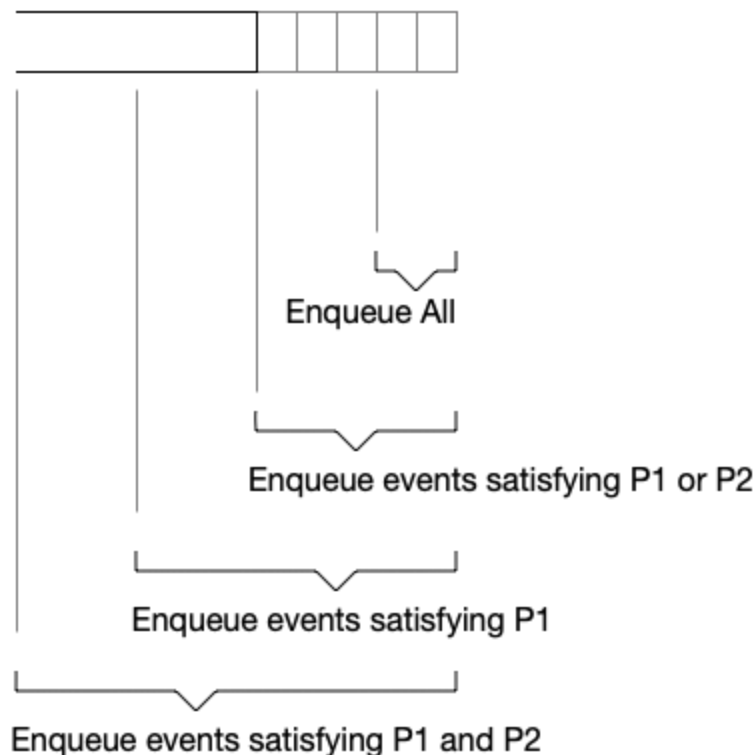 Enqueue All
Enqueue events satisfying P1 or P2
Enqueue events satisfying P1
Enqueue events satisfying P1 and P2